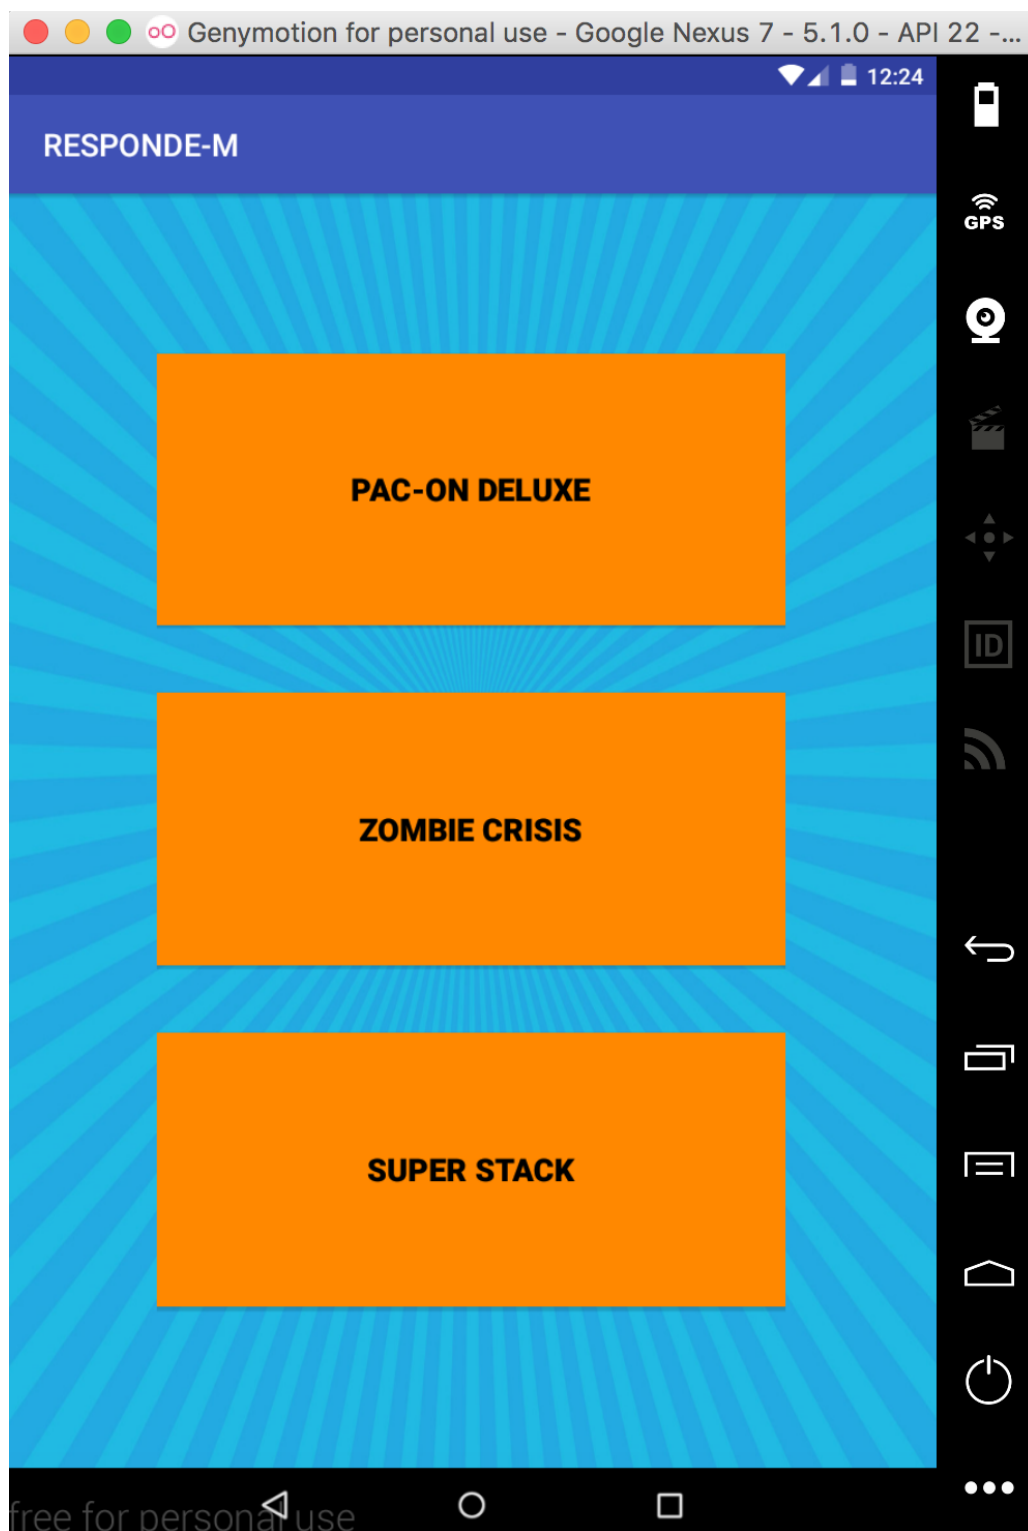 Genymotion for personal use - Google Nexus 7 - 5.1.0 - API 22 -...
12:24
RESPONDE-M
GPS
PAC-ON DELUXE
ID
ZOMBIE CRISIS
SUPER STACK
free for personal use